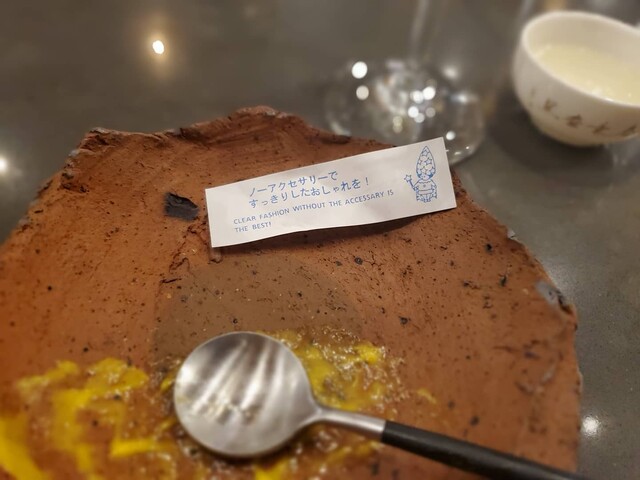 ノーアクセサリーで
すっきりしたおしゃれを！
CLEAR FASHION WITHOUT THE ACCESSARY IS
THE BEST!